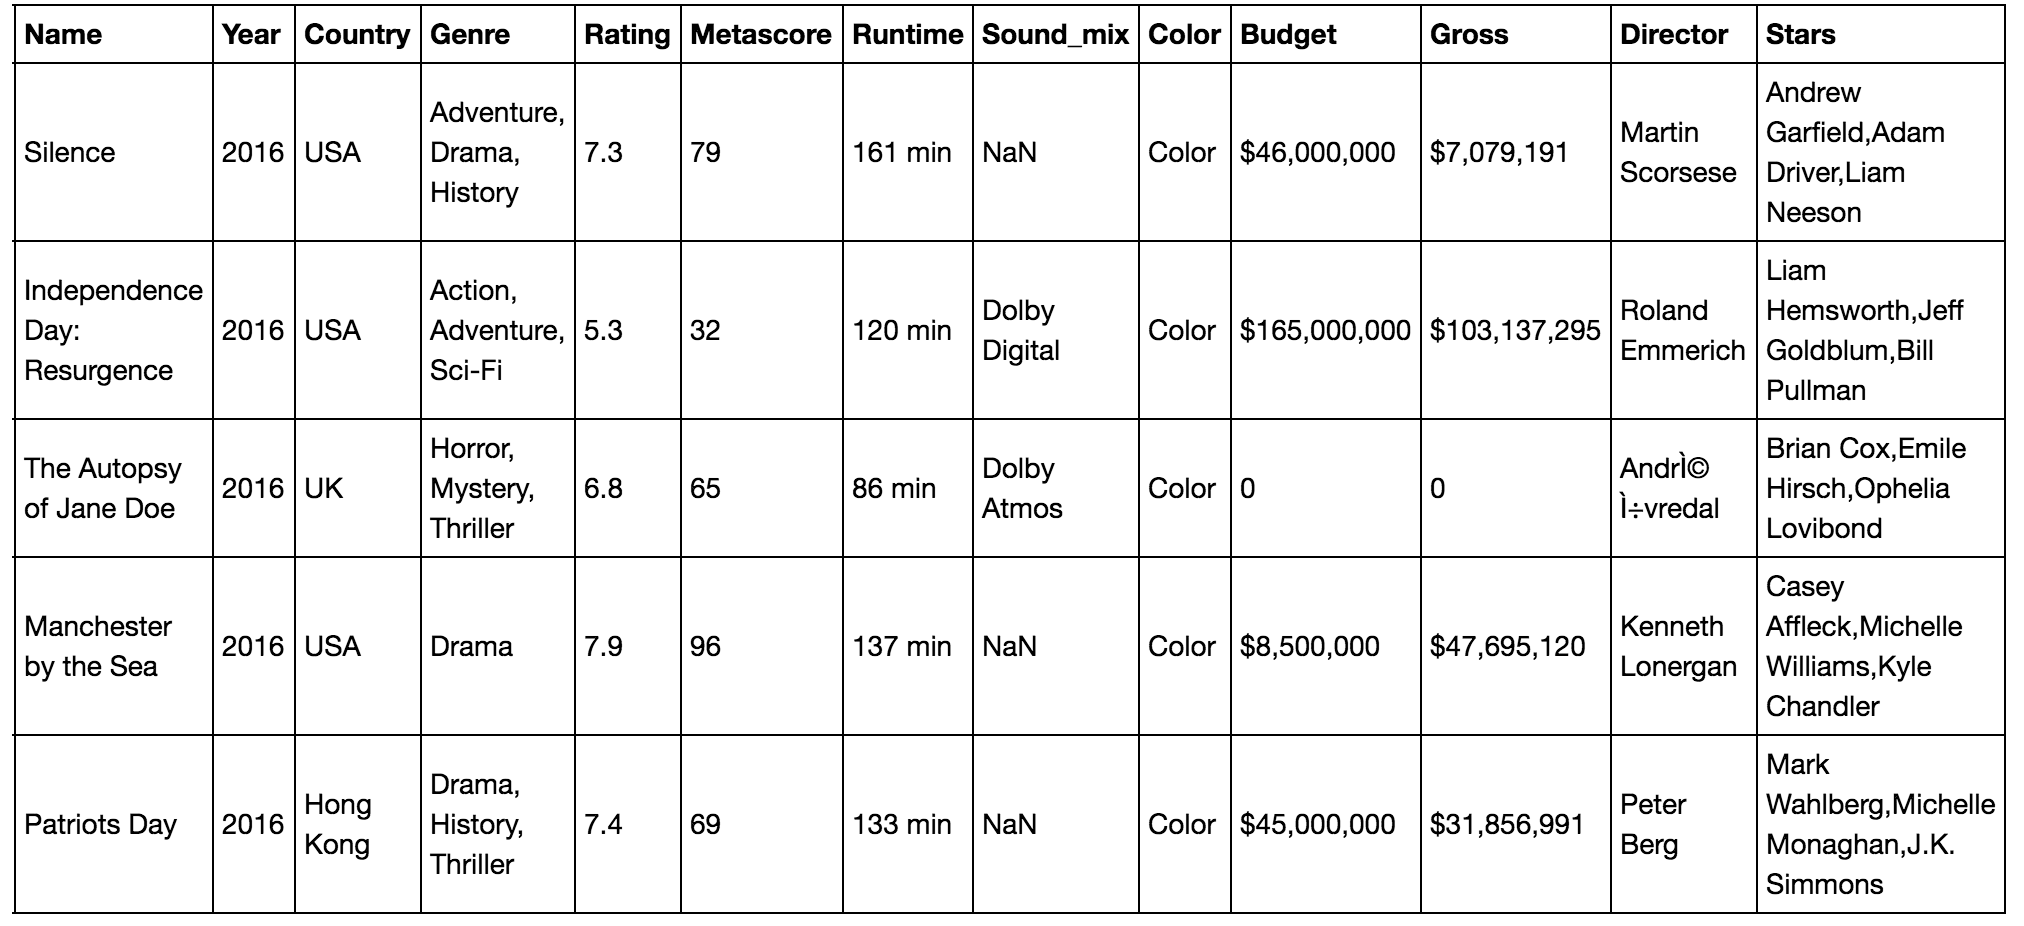 Name Year Country Genre Rating Metascore Runtime Sound_mix Color Budget Gross Director Stars
Silence 2016 USA Adventure, Drama, History 7.3 79 161 min NaN Color $46,000,000 $7,079,191 Martin Scorsese Andrew Garfield,Adam Driver,Liam Neeson
Independence Day: Resurgence 2016 USA Action, Adventure, Sci-Fi 5.3 32 120 min Dolby Digital Color $165,000,000 $103,137,295 Roland Emmerich Liam Hemsworth,Jeff Goldblum,Bill Pullman
The Autopsy of Jane Doe 2016 UK Horror, Mystery, Thriller 6.8 65 86 min Dolby Atmos Color 0 0 AndrÌ© Ì÷vredal Brian Cox,Emile Hirsch,Ophelia Lovibond
Manchester by the Sea 2016 USA Drama 7.9 96 137 min NaN Color $8,500,000 $47,695,120 Kenneth Lonergan Casey Affleck,Michelle Williams,Kyle Chandler
Patriots Day 2016 Hong Kong Drama, History, Thriller 7.4 69 133 min NaN Color $45,000,000 $31,856,991 Peter Berg Mark Wahlberg,Michelle Monaghan,J.K. Simmons